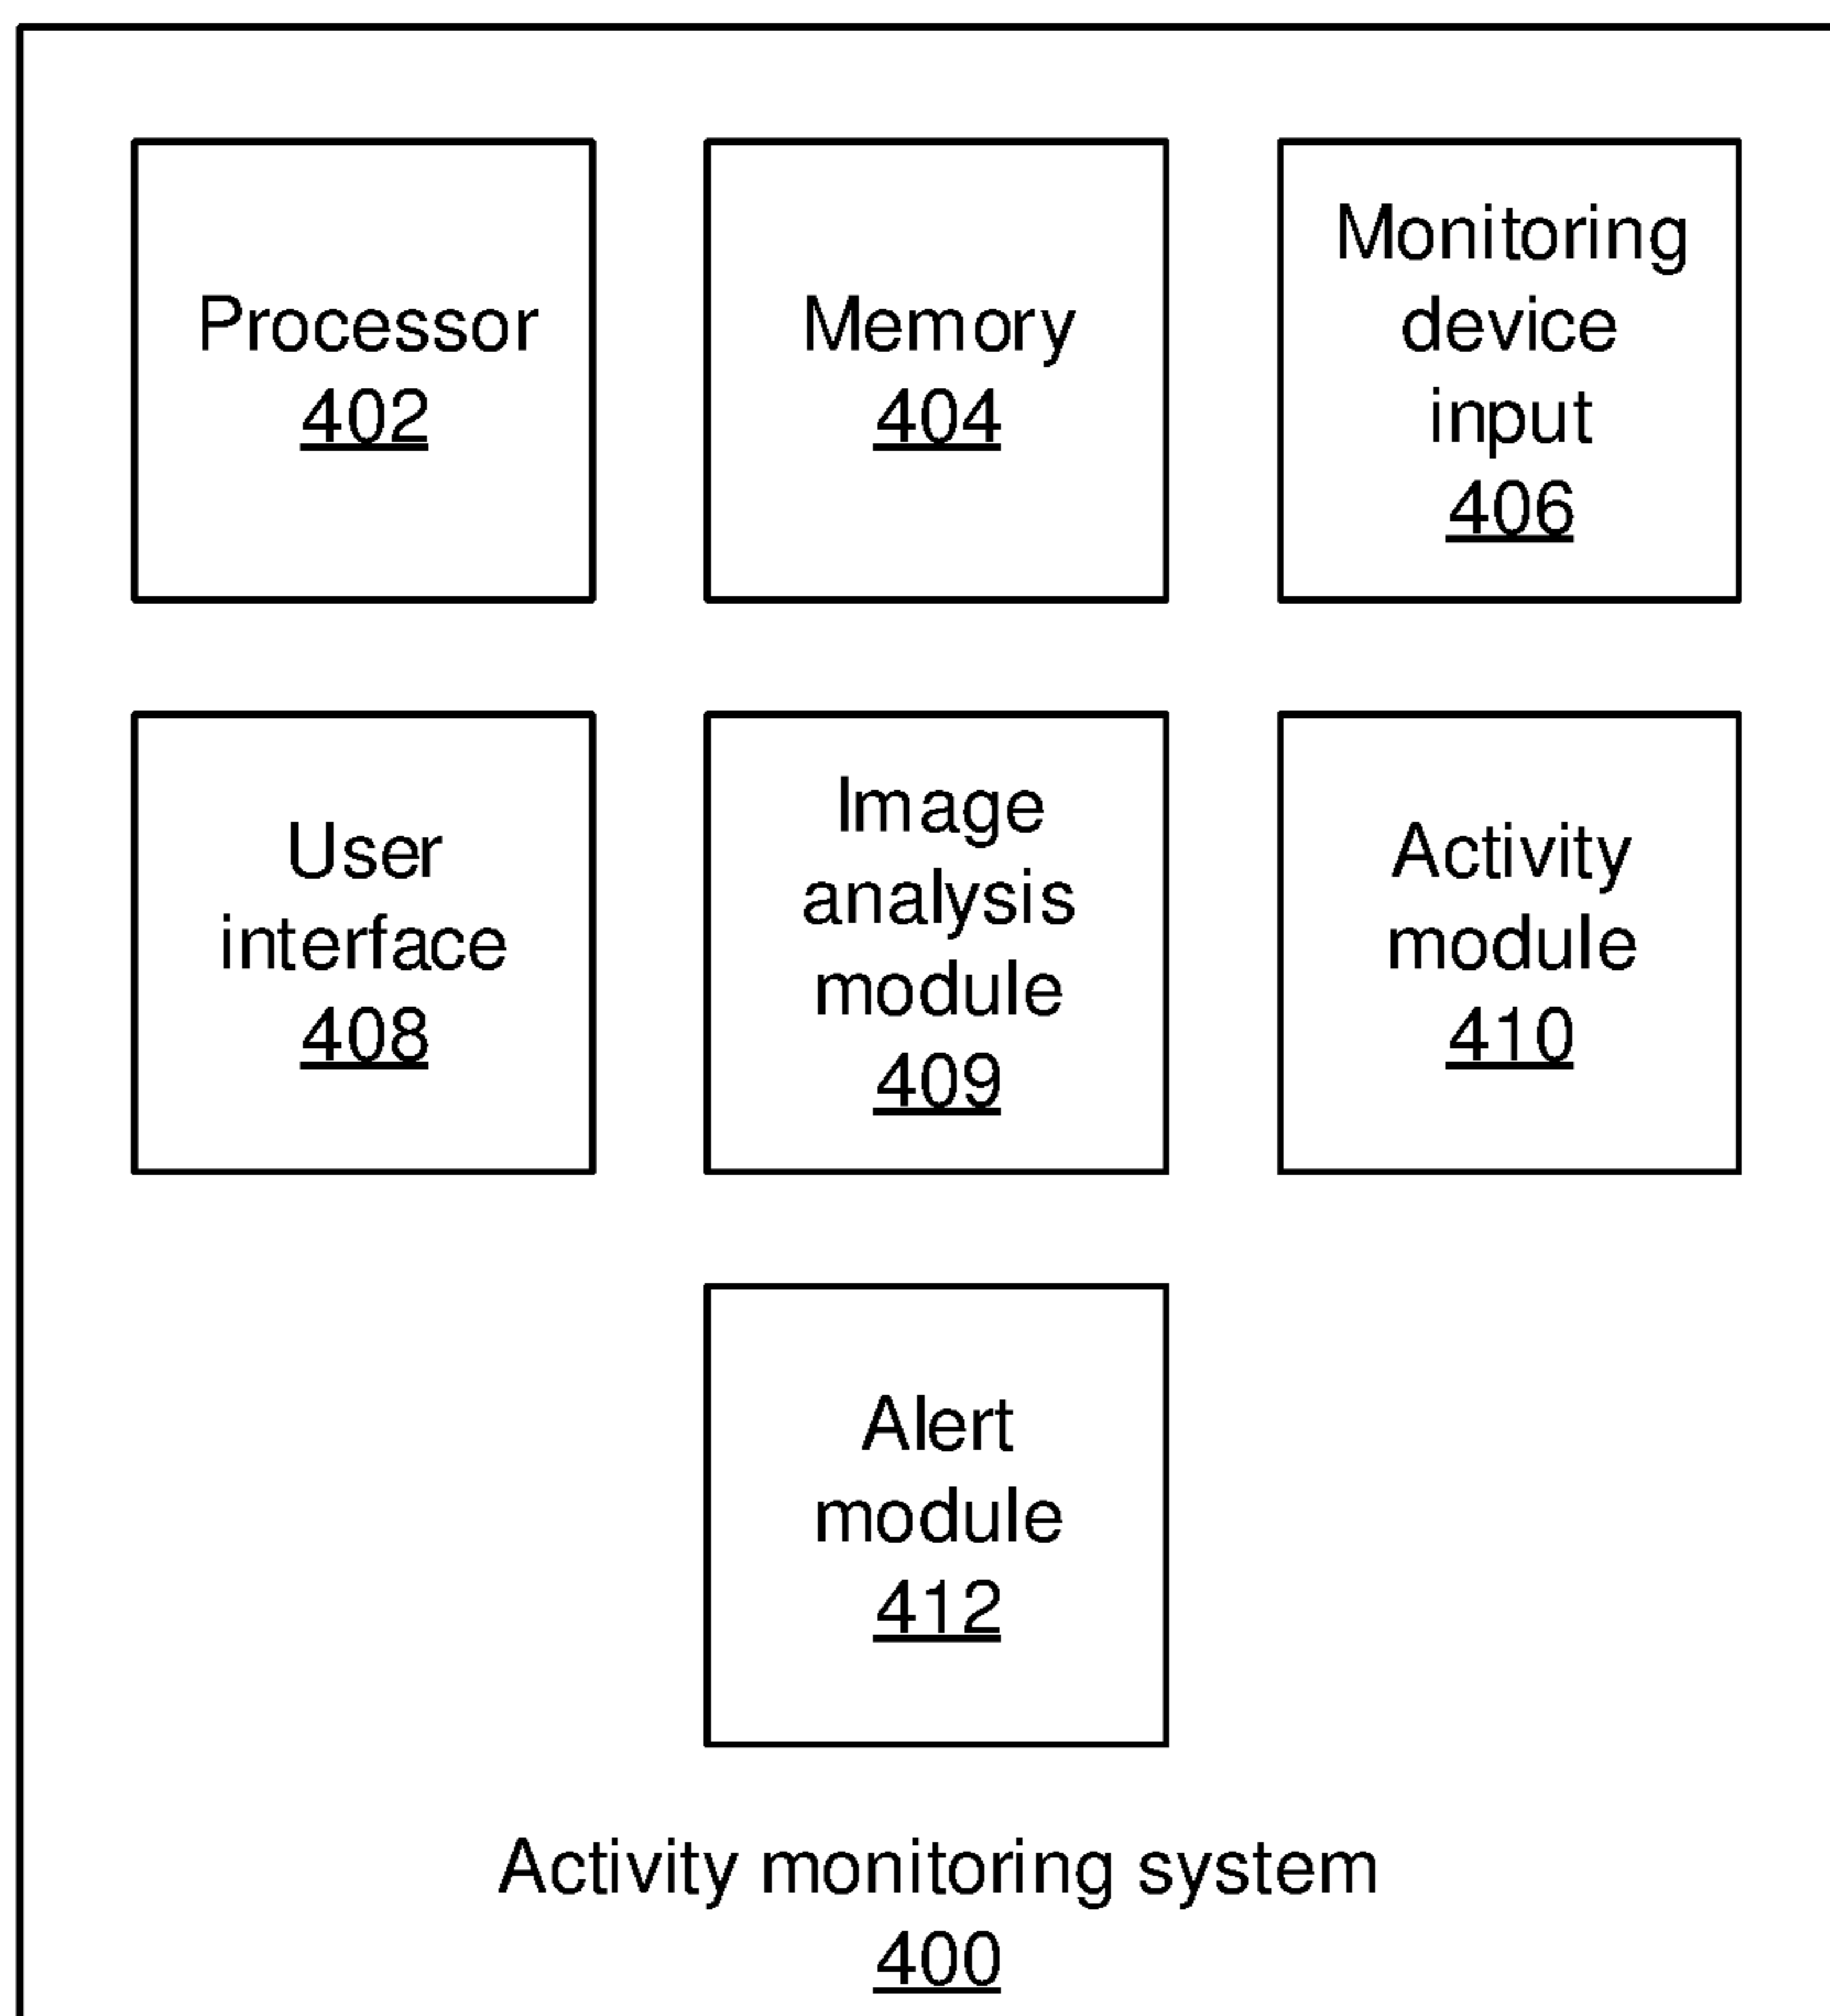 Processor
402
Memory
404
Monitoring
device
input
406
User
interface
408
Image
analysis
module
409
Activity
module
410
Alert
module
412
Activity monitoring system
400